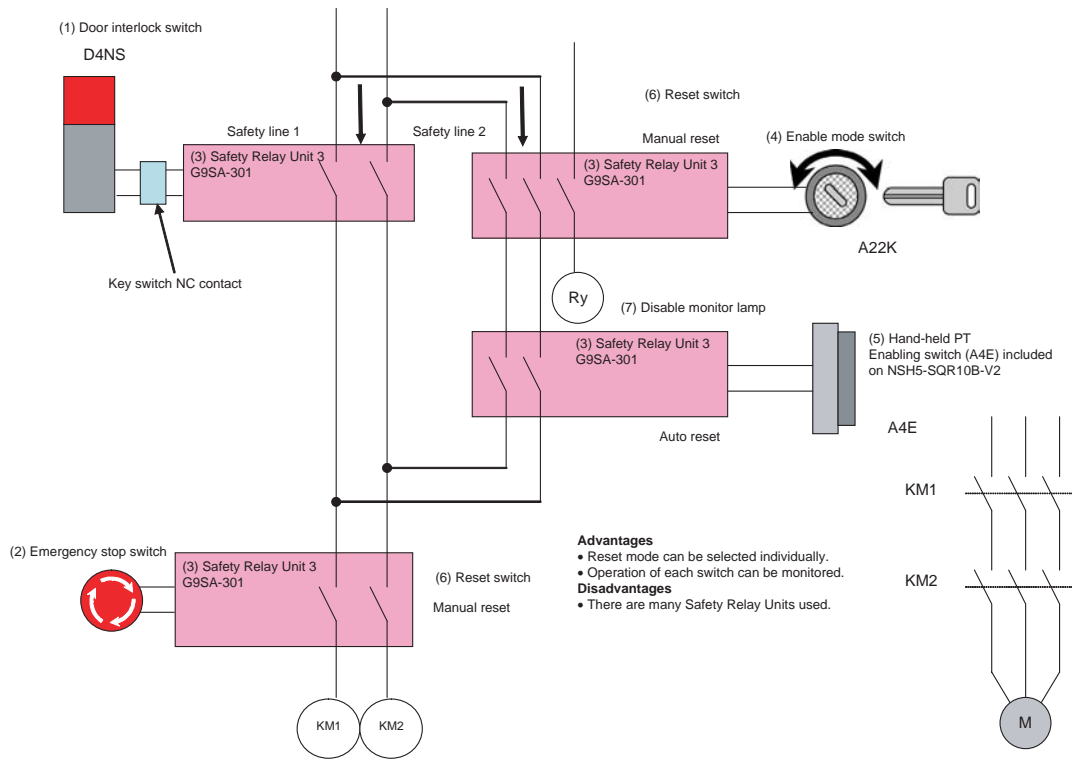 (1) Door interlock switch
D4NS
(6) Reset switch
Safety line 1
Safety line 2
Manual reset
(4) Enable mode switch
(3) Safety Relay Unit 3
G9SA-301
(3) Safety Relay Unit 3
G9SA-301
A22K
Key switch NC contact
Ry
(7) Disable monitor lamp
(3) Safety Relay Unit 3
G9SA-301
(5) Hand-held PT
Enabling switch (A4E) included
on NSH5-SQR10B-V2
A4E
Auto reset
KM1
(2) Emergency stop switch
(3) Safety Relay Unit 3
G9SA-301
(6) Reset switch
Manual reset
Advantages
• Reset mode can be selected individually.
• Operation of each switch can be monitored.
Disadvantages
• There are many Safety Relay Units used.
KM2
KM1
KM2
M